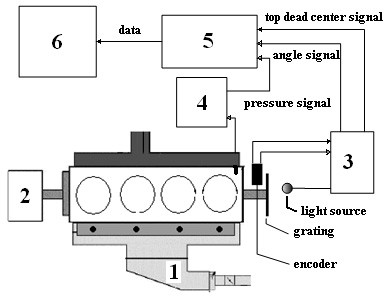 top dead center signal
6
data
5
angle signal
4
pressure signal
3
2
light source
grating
1
encoder